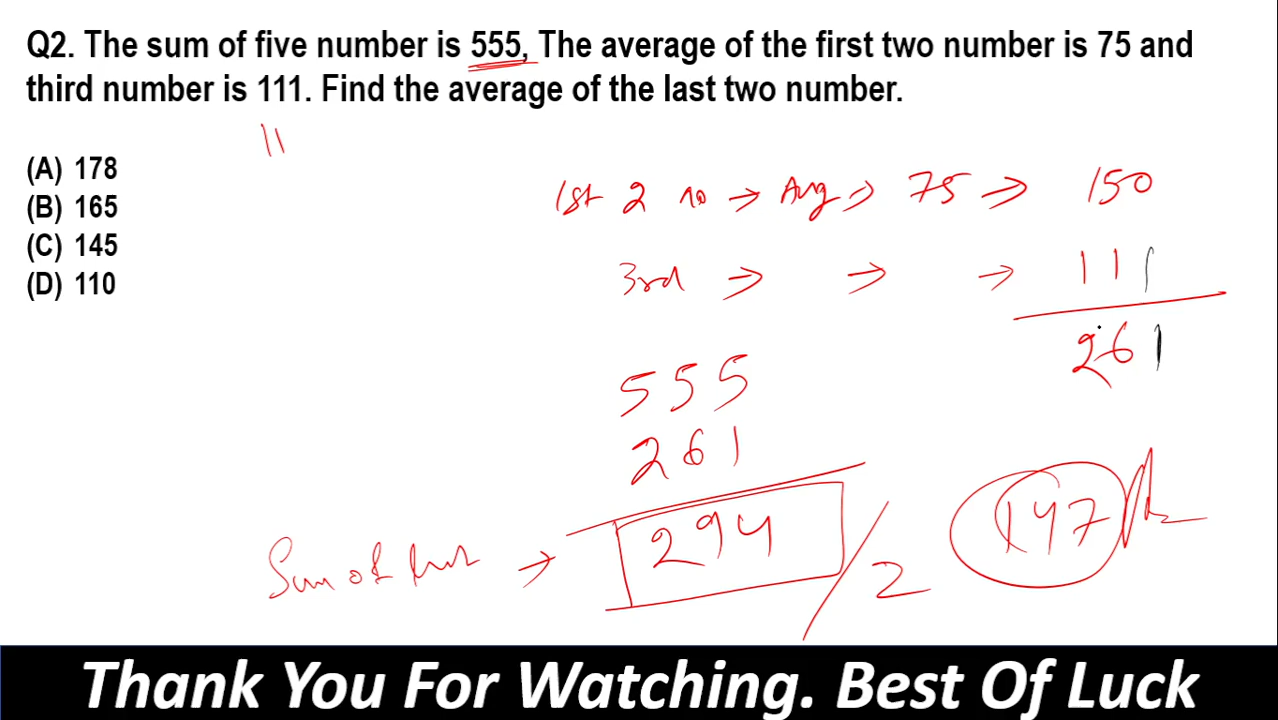 Q2. The sum of five number is 555, The average of the first two number is 75 and
third number is 111. Find the average of the last two number.
11
(A) 178
(B) 165
(C) 145
(D) 110
1st 2 no → Avg → 75 → 150
3rd → → → 111
261
555
261
Sum of last → 294 / 2 147
Thank You For Watching. Best Of Luck